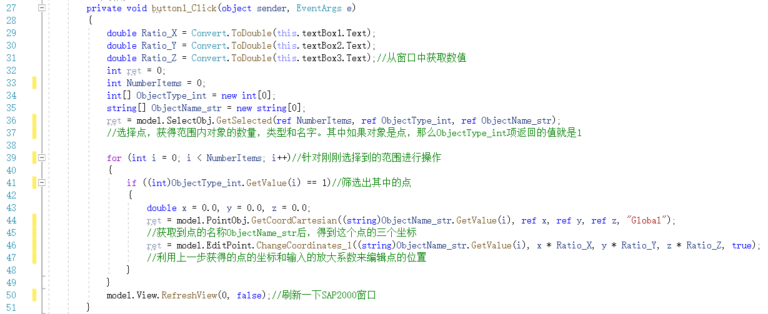 27 private void button1_Click(object sender, EventArgs e)
28 {
29 double Ratio_X = Convert.ToDouble(this.textBox1.Text);
30 double Ratio_Y = Convert.ToDouble(this.textBox2.Text);
31 double Ratio_Z = Convert.ToDouble(this.textBox3.Text);//从窗口中获取数值
32 int ret = 0;
33 int NumberItems = 0;
34 int[] ObjectType_int = new int[0];
35 string[] ObjectName_str = new string[0];
36 ret = model.SelectObj.GetSelected(ref NumberItems, ref ObjectType_int, ref ObjectName_str);
37 //选择点，获得范围内对象的数量，类型和名字。其中如果对象是点，那么ObjectType_int项返回的值就是1
38
39 for (int i = 0; i < NumberItems; i++)//针对刚刚选择到的范围进行操作
40 {
41 if ((int)ObjectType_int.GetValue(i) == 1)//筛选出其中的点
42 {
43 double x = 0.0, y = 0.0, z = 0.0;
44 ret = model.PointObj.GetCoordCartesian((string)ObjectName_str.GetValue(i), ref x, ref y, ref z, "Global");
45 //获取到点的名称ObjectName_str后，得到这个点的三个坐标
46 ret = model.EditPoint.ChangeCoordinates_1((string)ObjectName_str.GetValue(i), x * Ratio_X, y * Ratio_Y, z * Ratio_Z, true);
47 //利用上一步获得的点的坐标和输入的放大系数来编辑点的位置
48 }
49 }
50 model.View.RefreshView(0, false);//刷新一下SAP2000窗口
51 }